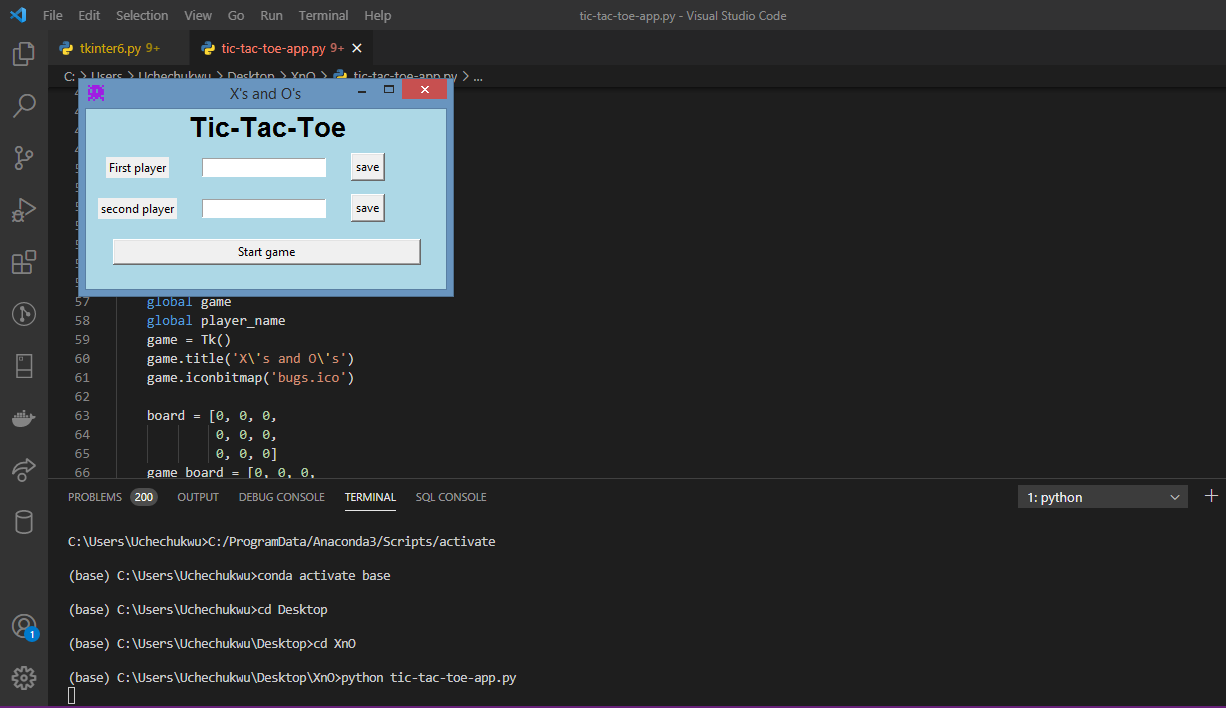 File Edit Selection View Go Run Terminal Help tic-tac-toe-app.py - Visual Studio Code
tkinter6.py 9+ tic-tac-toe-app.py 9+
C: > Users > Uchechukwu > Desktop > XnO > tic-tac-toe-app.py > ...
X's and O's
Tic-Tac-Toe
First player save
second player save
Start game
57 global game
58 global player_name
59 game = Tk()
60 game.title('X\'s and O\'s')
61 game.iconbitmap('bugs.ico')
62
63 board = [0, 0, 0,
64 0, 0, 0,
65 0, 0, 0]
66 game_board = [0, 0, 0,
PROBLEMS 200 OUTPUT DEBUG CONSOLE TERMINAL SQL CONSOLE 1: python
C:\Users\Uchechukwu>C:/ProgramData/Anaconda3/Scripts/activate
(base) C:\Users\Uchechukwu>conda activate base
(base) C:\Users\Uchechukwu>cd Desktop
(base) C:\Users\Uchechukwu\Desktop>cd XnO
(base) C:\Users\Uchechukwu\Desktop\XnO>python tic-tac-toe-app.py
1